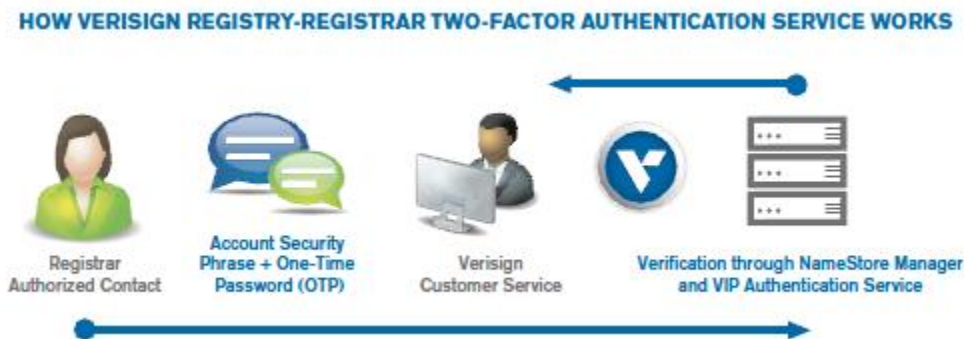 HOW VERISIGN REGISTRY-REGISTRAR TWO-FACTOR AUTHENTICATION SERVICE WORKS
Registrar
Authorized Contact
Account Security
Phrase + One-Time
Password (OTP)
Verisign
Customer Service
Verification through NameStore Manager
and VIP Authentication Service